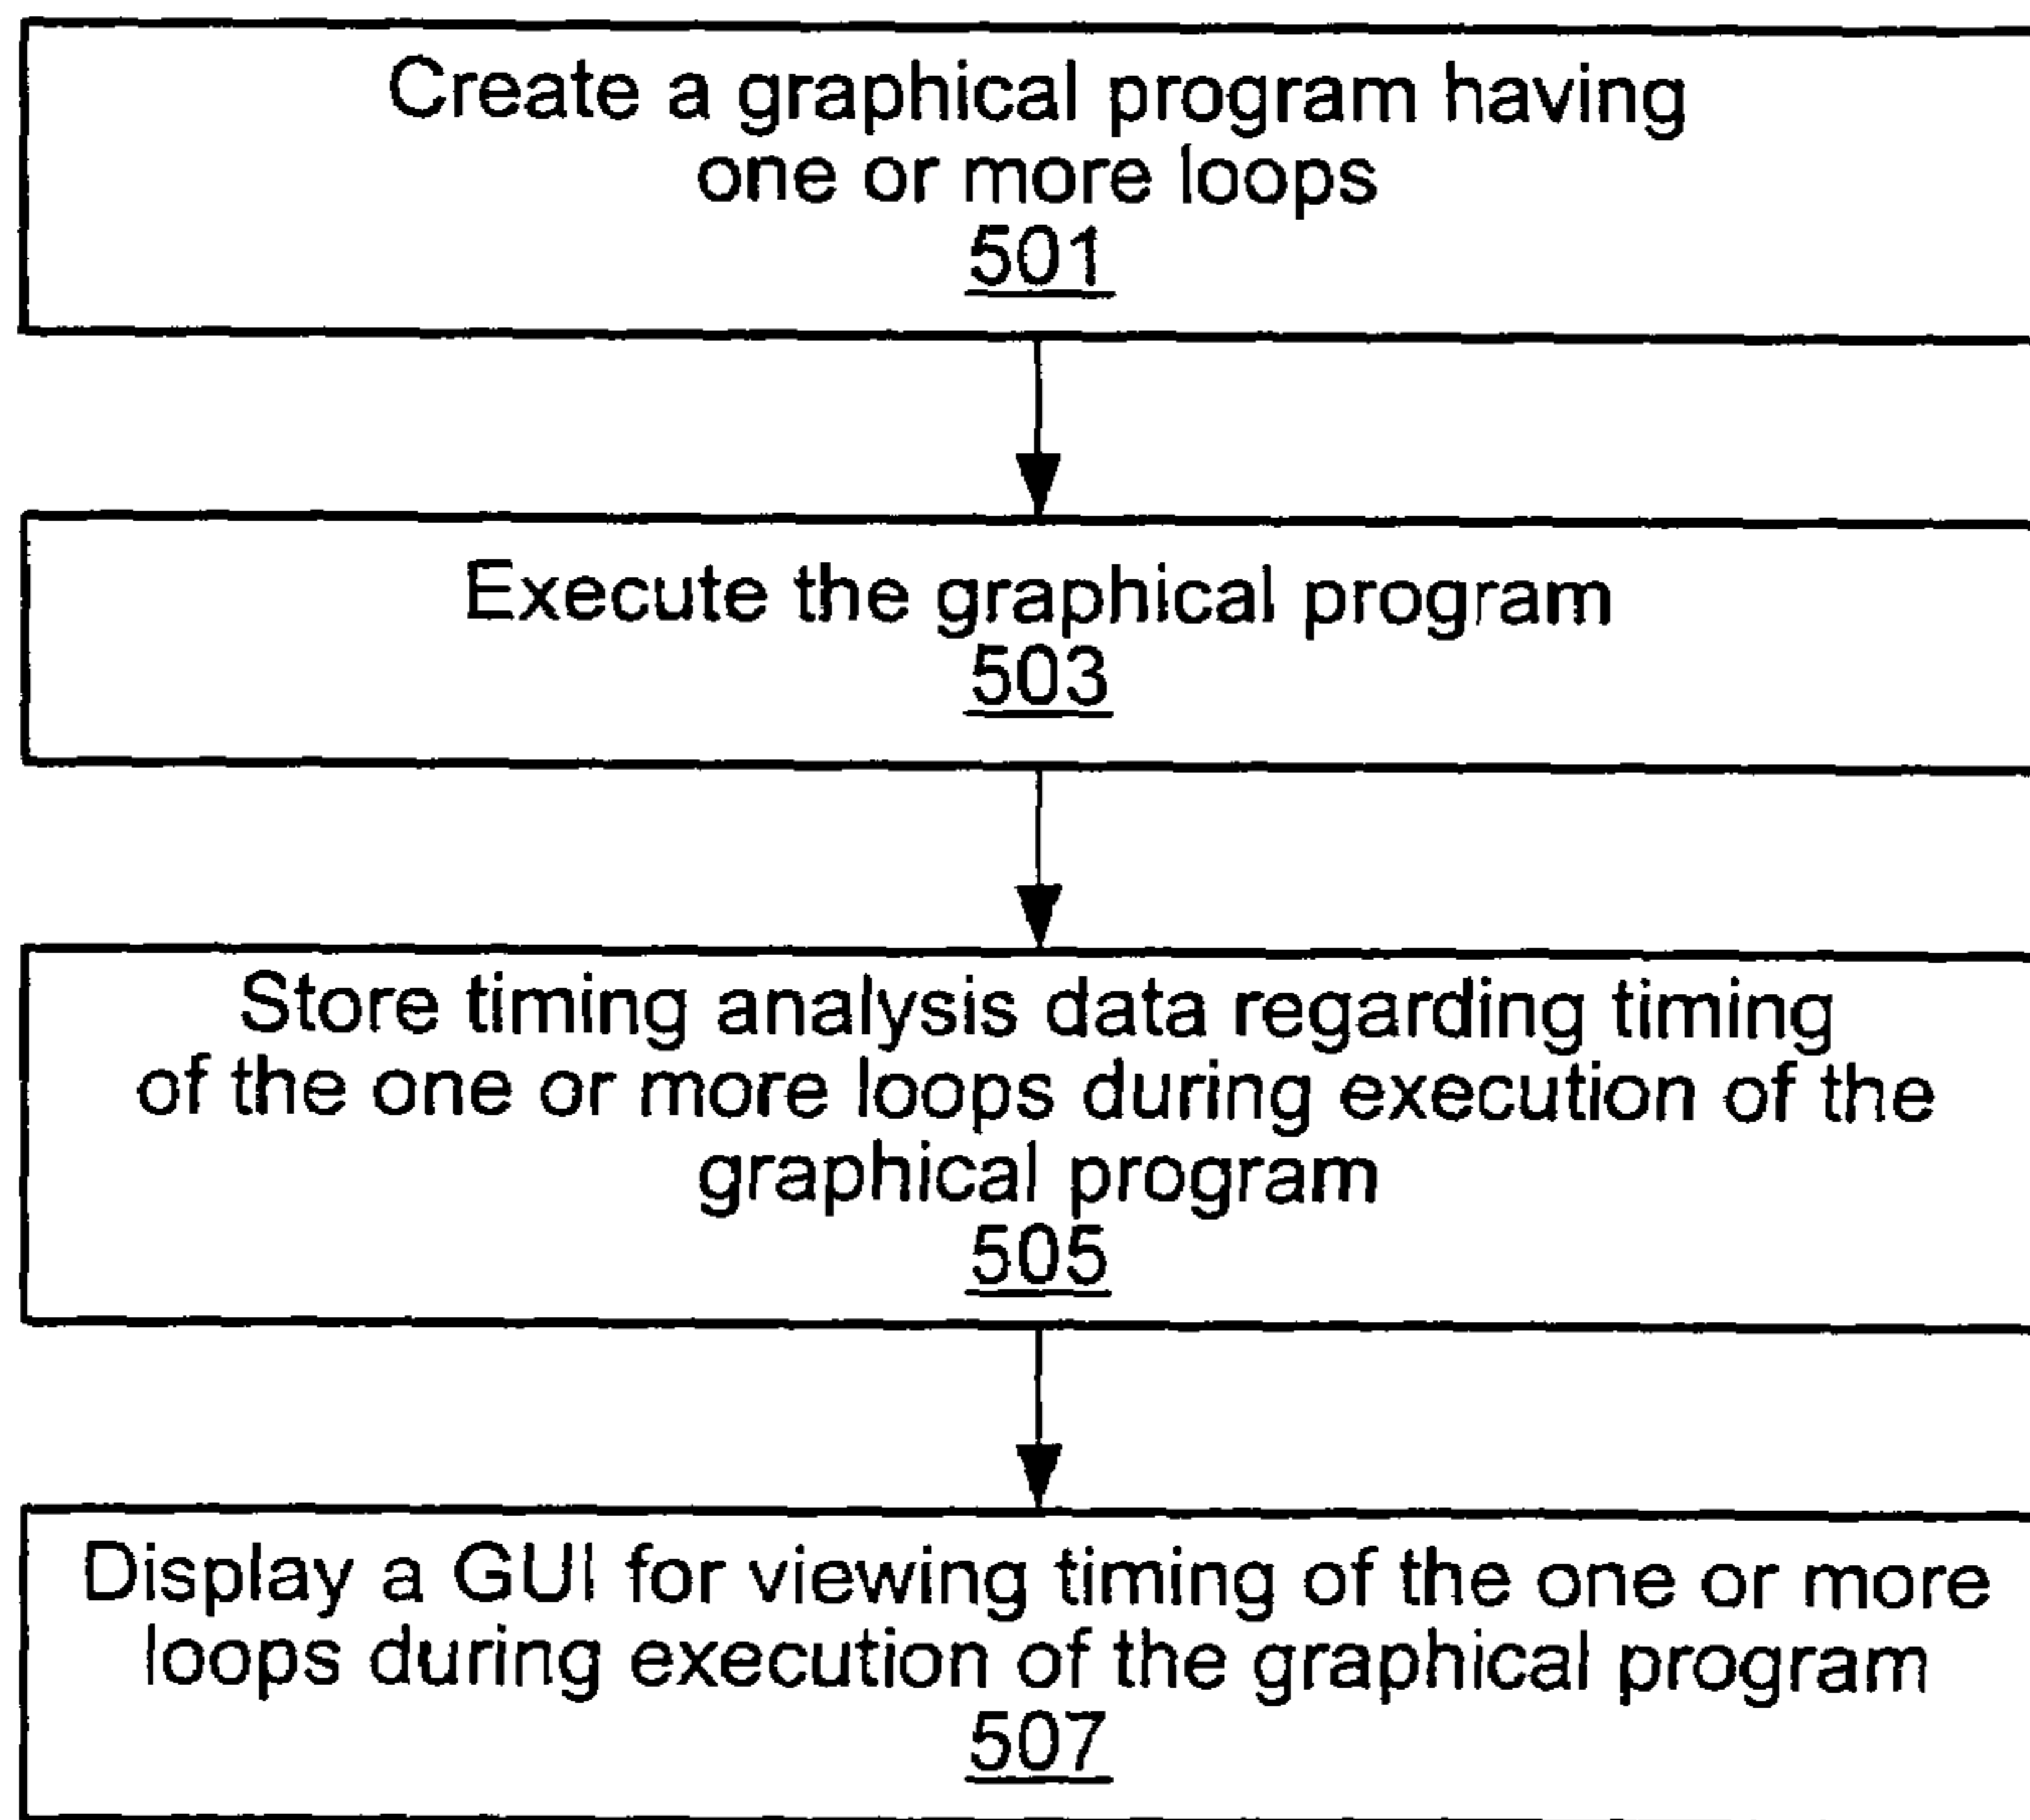 Create a graphical program having
one or more loops
501
Execute the graphical program
503
Store timing analysis data regarding timing
of the one or more loops during execution of the
graphical program
505
Display a GUI for viewing timing of the one or more
loops during execution of the graphical program
507